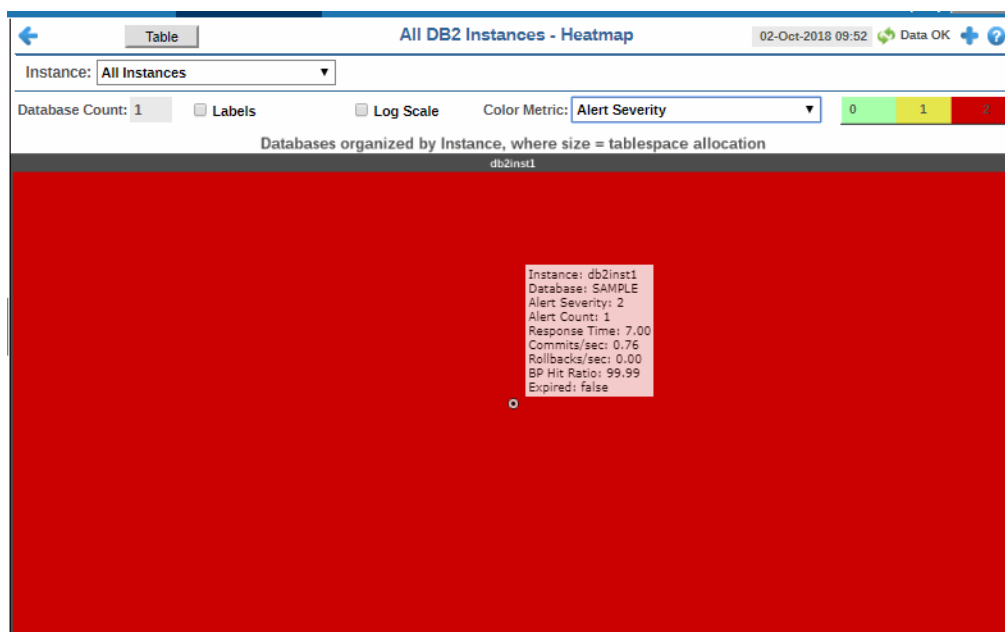 Table
All DB2 Instances - Heatmap
02-Oct-2018 09:52
Data OK
Instance: All Instances
Database Count: 1
Labels
Log Scale
Color Metric: Alert Severity
0 1 2
Databases organized by Instance, where size = tablespace allocation
db2inst1
Instance: db2inst1
Database: SAMPLE
Alert Severity: 2
Alert Count: 1
Response Time: 7.00
Commits/sec: 0.76
Rollbacks/sec: 0.00
BP Hit Ratio: 99.99
Expired: false